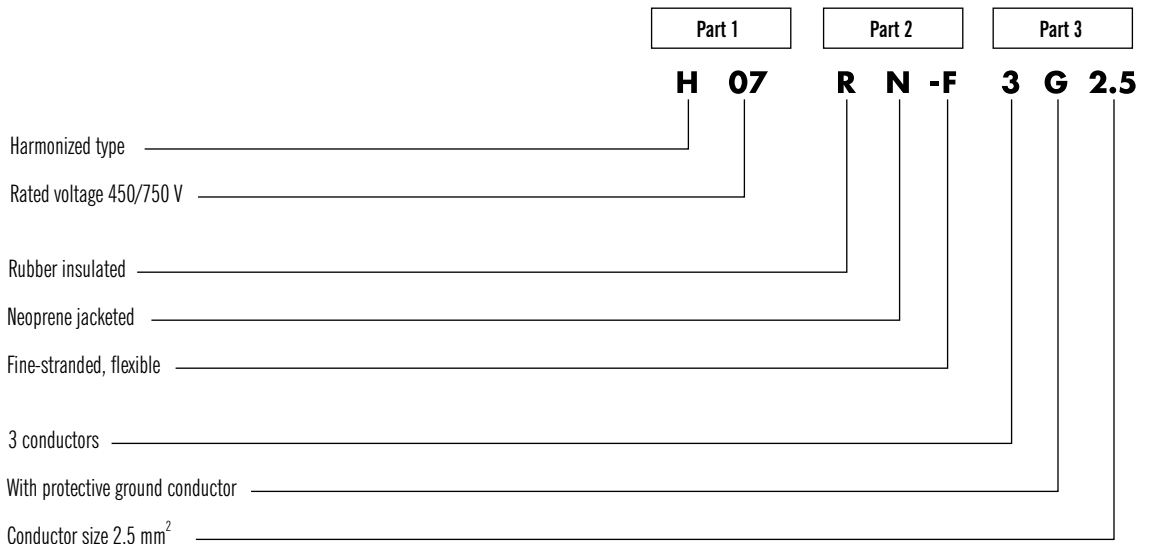 Part 1 Part 2 Part 3
H 07 R N -F 3 G 2.5
Harmonized type
Rated voltage 450/750 V
Rubber insulated
Neoprene jacketed
Fine-stranded, flexible
3 conductors
With protective ground conductor
Conductor size 2.5 mm²